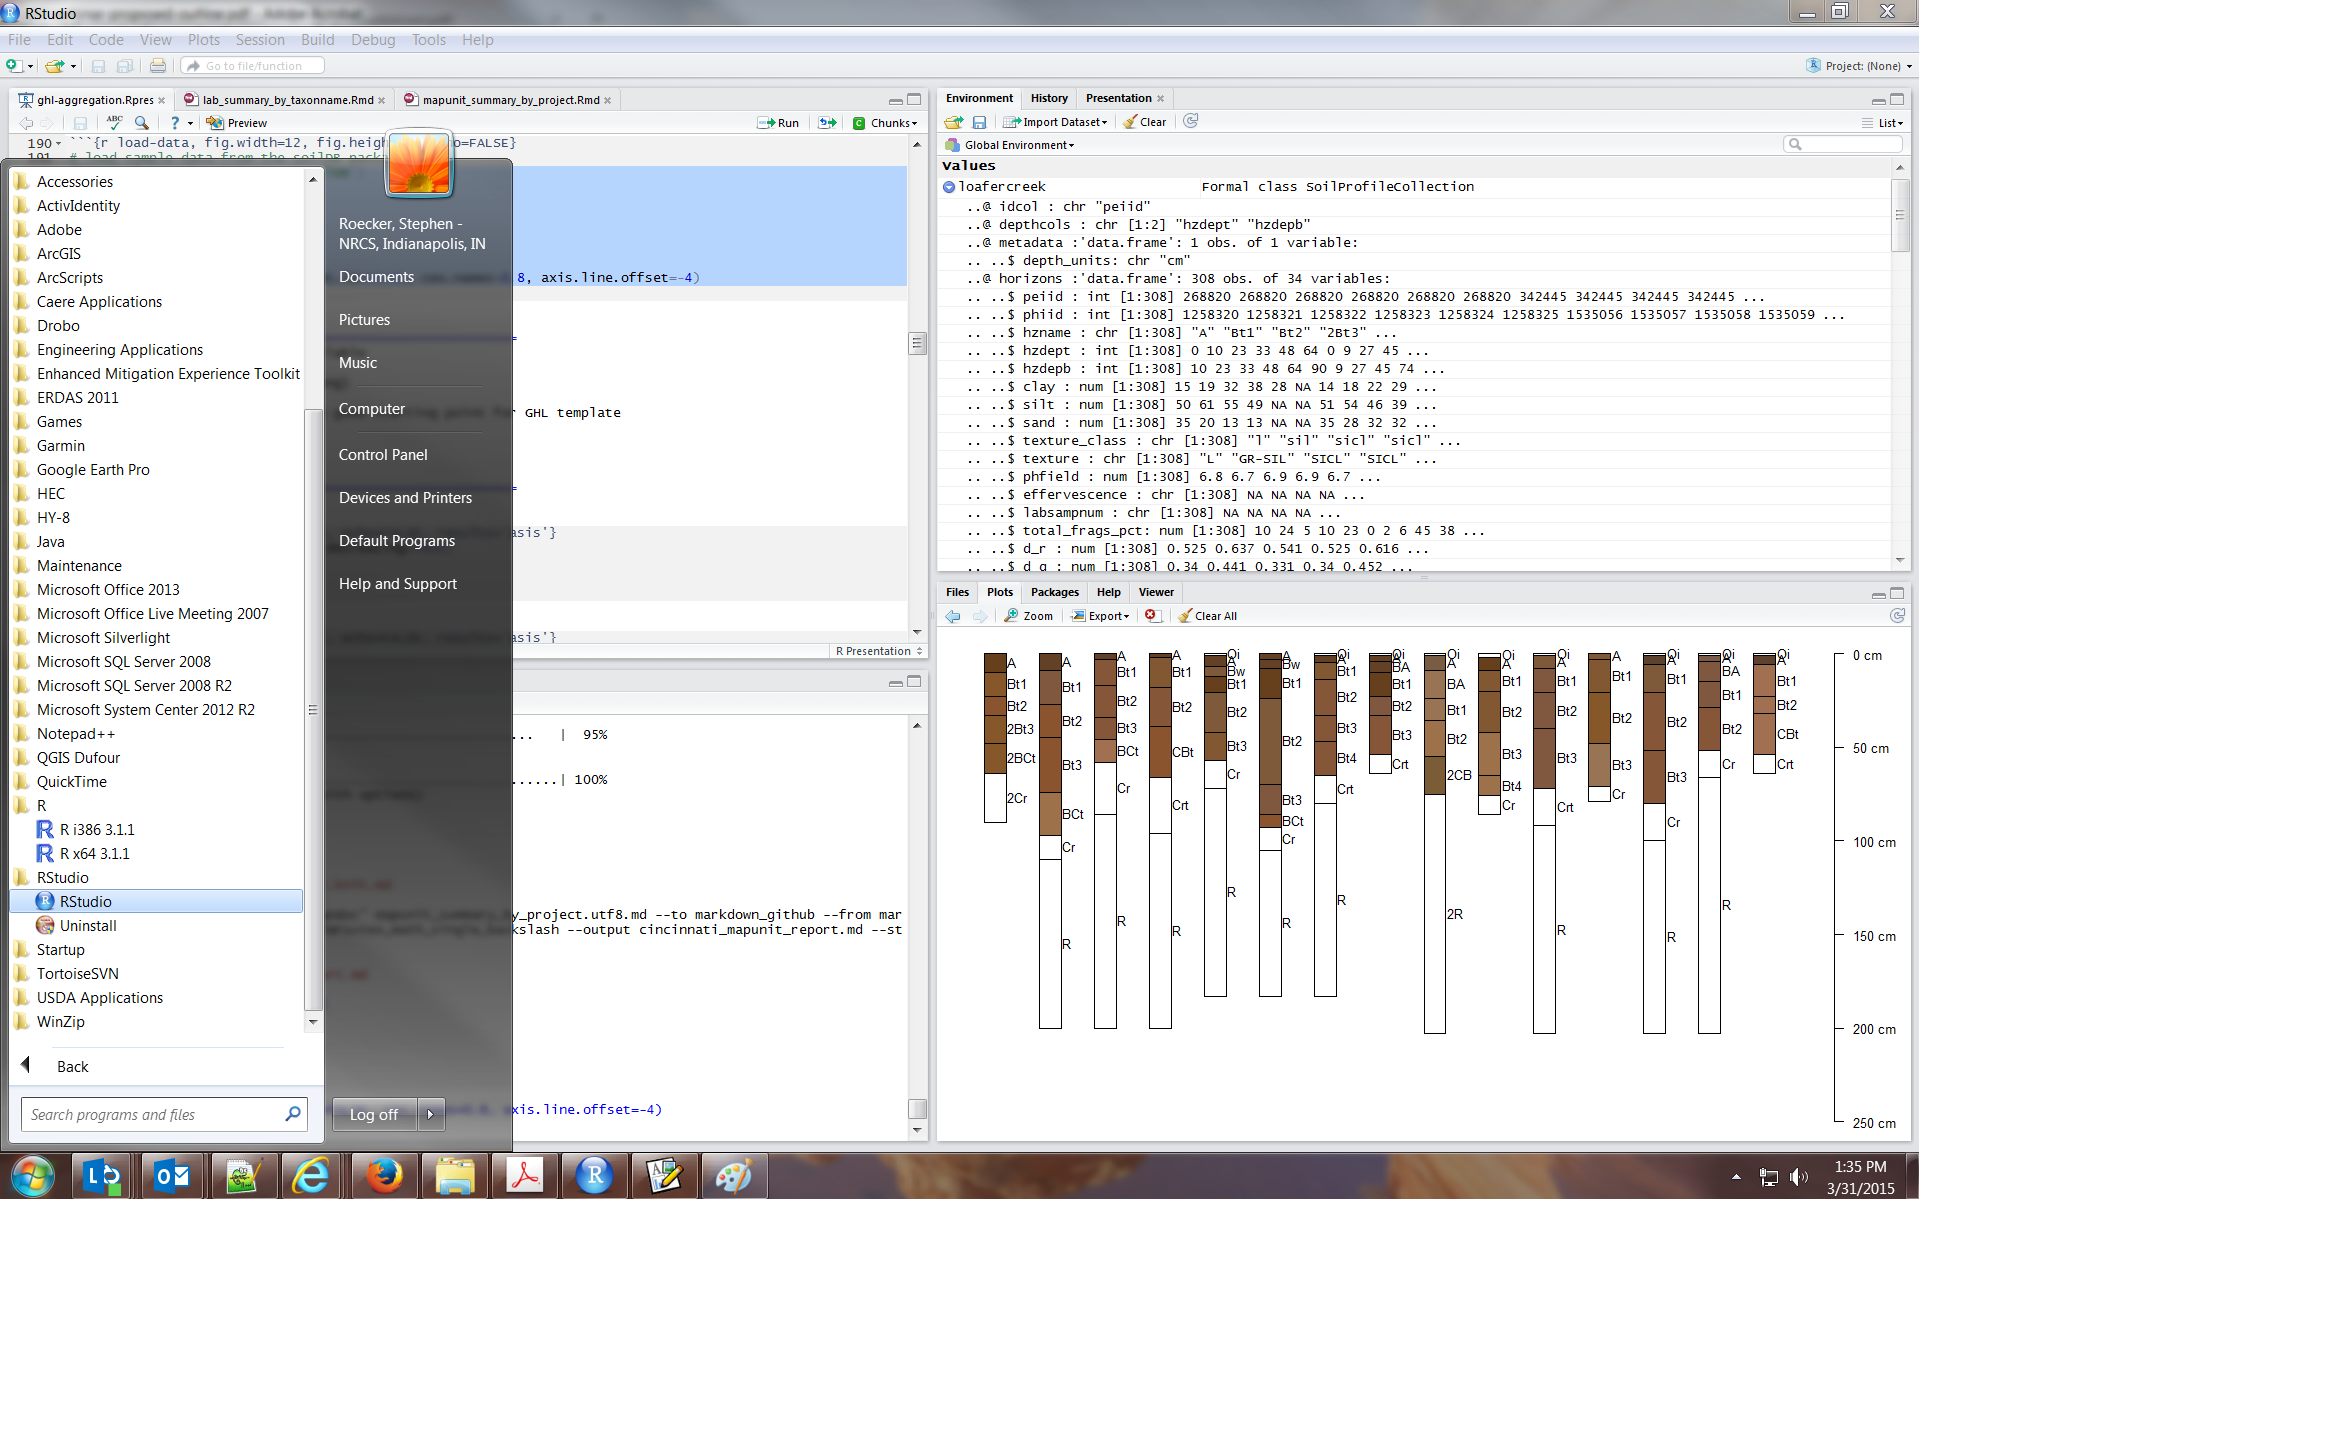 RStudio
File Edit Code View Plots Session Build Debug Tools Help
Go to file/function
Project: (None)
ghl-aggregation.Rpres
lab_summary_by_taxonname.Rmd
mapunit_summary_by_project.Rmd
ABC
Preview
Run
Chunks
190 ```{r load-data, fig.width=12, fig.heigh
o=FALSE}
191 # load sample data from the soilDB pack
8, axis.line.offset=-4)
r GHL template
asis'}
asis'}
R Presentation
... | 95%
......| 100%
y_project.utf8.md --to markdown_github --from mar
kslash --output cincinnati_mapunit_report.md --st
xis.line.offset=-4)
Accessories
ActivIdentity
Adobe
ArcGIS
ArcScripts
Caere Applications
Drobo
Engineering Applications
Enhanced Mitigation Experience Toolkit
ERDAS 2011
Games
Garmin
Google Earth Pro
HEC
HY-8
Java
Maintenance
Microsoft Office 2013
Microsoft Office Live Meeting 2007
Microsoft Silverlight
Microsoft SQL Server 2008
Microsoft SQL Server 2008 R2
Microsoft System Center 2012 R2
Notepad++
QGIS Dufour
QuickTime
R
R i386 3.1.1
R x64 3.1.1
RStudio
RStudio
Uninstall
Startup
TortoiseSVN
USDA Applications
WinZip
Back
Search programs and files
Roecker, Stephen -
NRCS, Indianapolis, IN
Documents
Pictures
Music
Computer
Control Panel
Devices and Printers
Default Programs
Help and Support
Log off
Environment History Presentation
Import Dataset Clear
List
Global Environment
Values
loafercreek Formal class SoilProfileCollection
..@ idcol : chr "peiid"
..@ depthcols : chr [1:2] "hzdept" "hzdepb"
..@ metadata :'data.frame': 1 obs. of 1 variable:
.. ..$ depth_units: chr "cm"
..@ horizons :'data.frame': 308 obs. of 34 variables:
.. ..$ peiid : int [1:308] 268820 268820 268820 268820 268820 268820 342445 342445 342445 342445 ...
.. ..$ phiid : int [1:308] 1258320 1258321 1258322 1258323 1258324 1258325 1535056 1535057 1535058 1535059 ...
.. ..$ hzname : chr [1:308] "A" "Bt1" "Bt2" "2Bt3" ...
.. ..$ hzdept : int [1:308] 0 10 23 33 48 64 0 9 27 45 ...
.. ..$ hzdepb : int [1:308] 10 23 33 48 64 90 9 27 45 74 ...
.. ..$ clay : num [1:308] 15 19 32 38 28 NA 14 18 22 29 ...
.. ..$ silt : num [1:308] 50 61 55 49 NA NA 51 54 46 39 ...
.. ..$ sand : num [1:308] 35 20 13 13 NA NA 35 28 32 32 ...
.. ..$ texture_class : chr [1:308] "l" "sil" "sicl" "sicl" ...
.. ..$ texture : chr [1:308] "L" "GR-SIL" "SICL" "SICL" ...
.. ..$ phfield : num [1:308] 6.8 6.7 6.9 6.9 6.7 ...
.. ..$ effervescence : chr [1:308] NA NA NA NA ...
.. ..$ labsampnum : chr [1:308] NA NA NA NA ...
.. ..$ total_frags_pct: num [1:308] 10 24 5 10 23 0 2 6 45 38 ...
.. ..$ d_r : num [1:308] 0.525 0.637 0.541 0.525 0.616 ...
.. ..$ d_g : num [1:308] 0.34 0.441 0.331 0.34 0.452 ...
Files Plots Packages Help Viewer
Zoom Export Clear All
A Bt1 Bt2 2Bt3 2BCt 2Cr
A Bt1 Bt2 Bt3 BCt Cr R
A Bt1 Bt2 Bt3 BCt Cr R
A Bt1 Bt2 CBt Crt R
Oi A Bw Bt1 Bt2 Bt3 Cr R
A Bw Bt1 Bt2 Bt3 BCt Cr R
Oi A Bt1 Bt2 Bt3 Bt4 Crt R
Oi A BA Bt1 Bt2 Bt3 Crt
Oi A BA Bt1 Bt2 2CB 2R
Oi A Bt1 Bt2 Bt3 Bt4 Cr
Oi A Bt1 Bt2 Bt3 Crt R
A Bt1 Bt2 Bt3 Cr
Oi A Bt1 Bt2 Bt3 Cr R
Oi A BA Bt1 Bt2 Cr R
Oi A Bt1 Bt2 CBt Crt
0 cm
50 cm
100 cm
150 cm
200 cm
250 cm
1:35 PM
3/31/2015